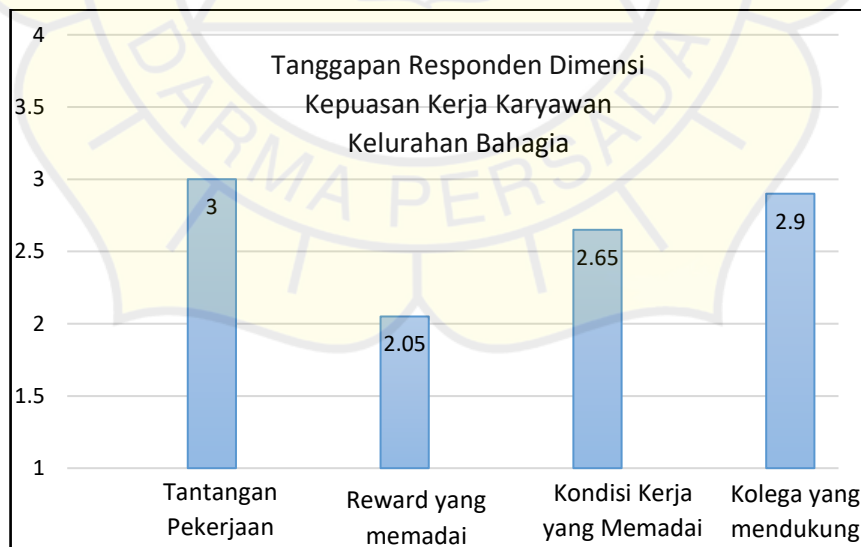 Tanggapan Responden Dimensi
Kepuasan Kerja Karyawan
Kelurahan Bahagia
DARMA PERSADA
4
3.5
3
2.5
2
1.5
1
3
2.05
2.65
2.9
Tantangan
Pekerjaan
Reward yang
memadai
Kondisi Kerja
yang Memadai
Kolega yang
mendukung